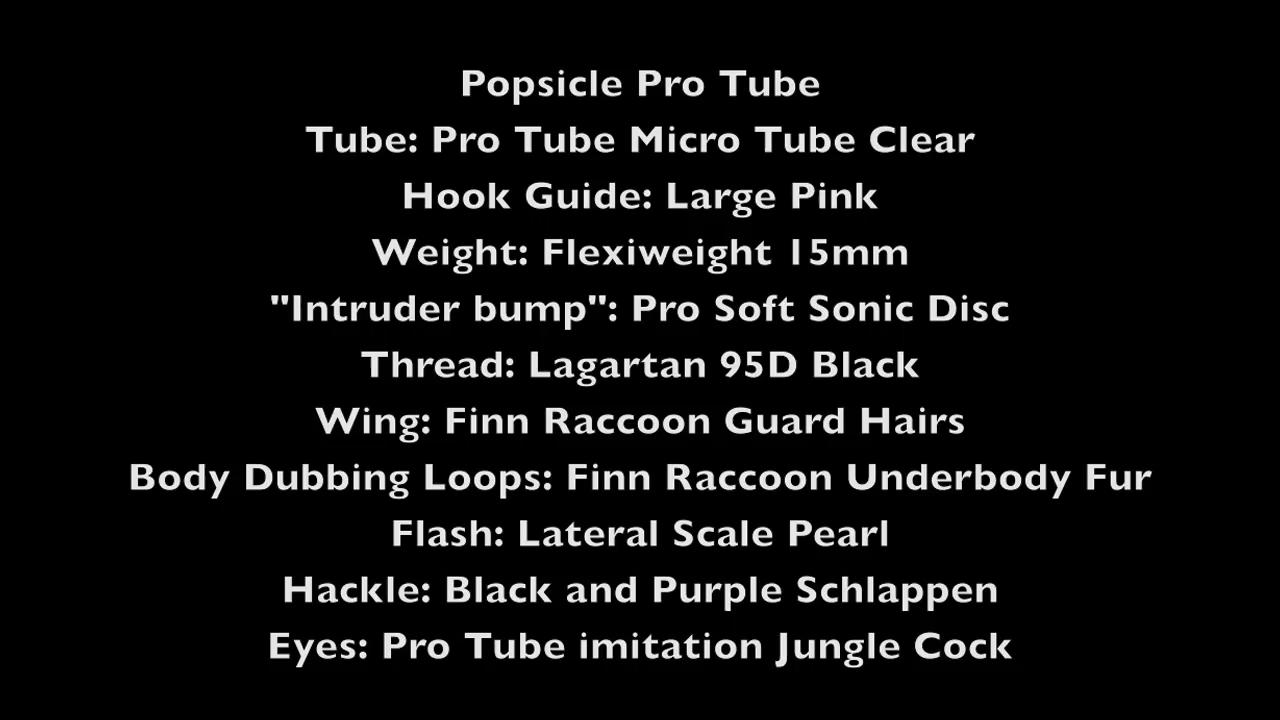 Popsicle Pro Tube
Tube: Pro Tube Micro Tube Clear
Hook Guide: Large Pink
Weight: Flexiweight 15mm
"Intruder bump": Pro Soft Sonic Disc
Thread: Lagartan 95D Black
Wing: Finn Raccoon Guard Hairs
Body Dubbing Loops: Finn Raccoon Underbody Fur
Flash: Lateral Scale Pearl
Hackle: Black and Purple Schlappen
Eyes: Pro Tube imitation Jungle Cock